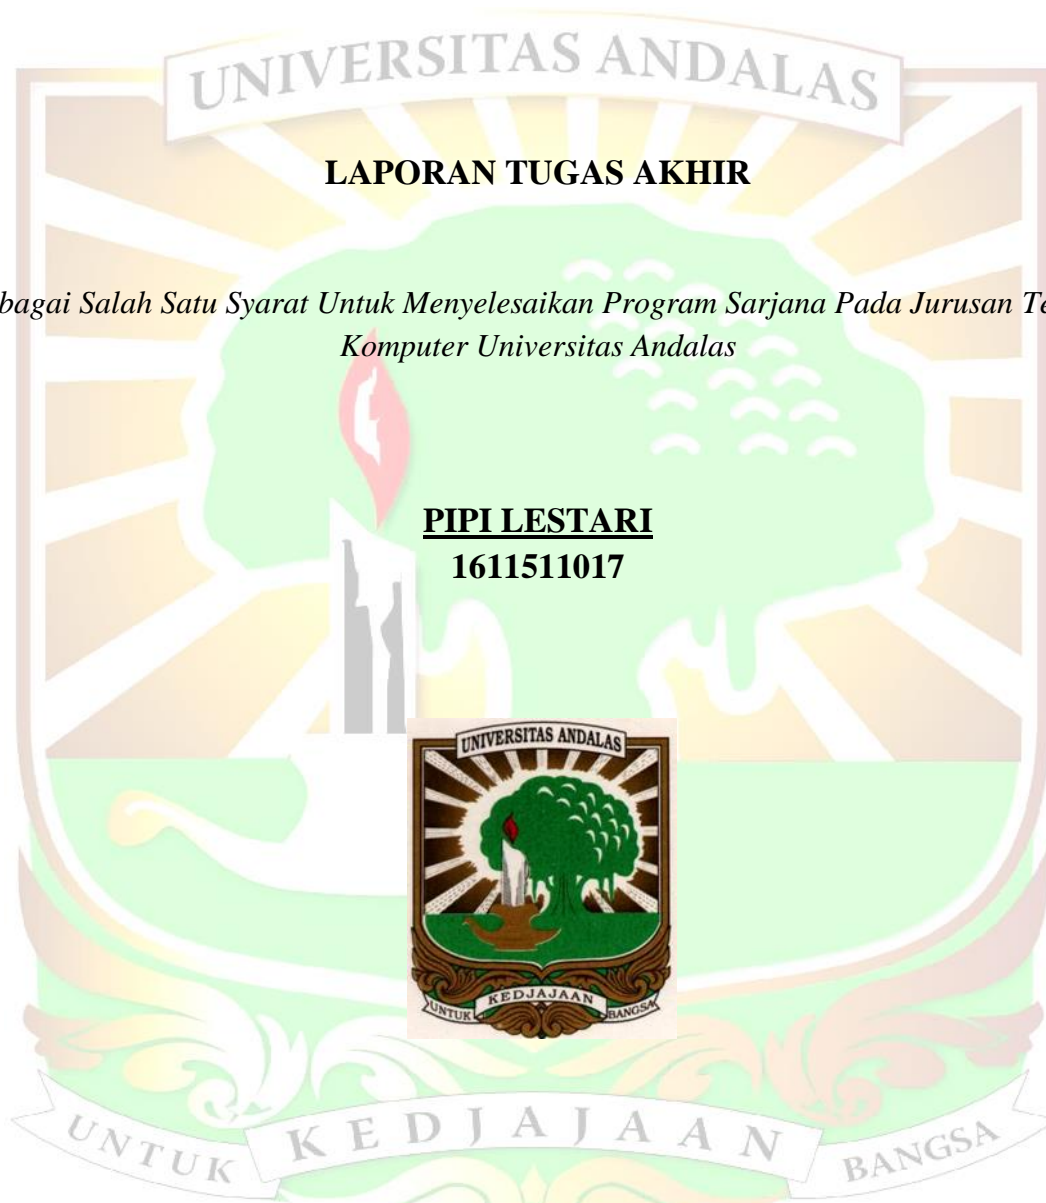 UNIVERSITAS ANDALAS
LAPORAN TUGAS AKHIR
bagai Salah Satu Syarat Untuk Menyelesaikan Program Sarjana Pada Jurusan Te
Komputer Universitas Andalas
PIPI LESTARI
1611511017
UNIVERSITAS ANDALAS
UNTUK KEDJAJAAN BANGSA
UNTUK KEDJAJAAN BANGSA